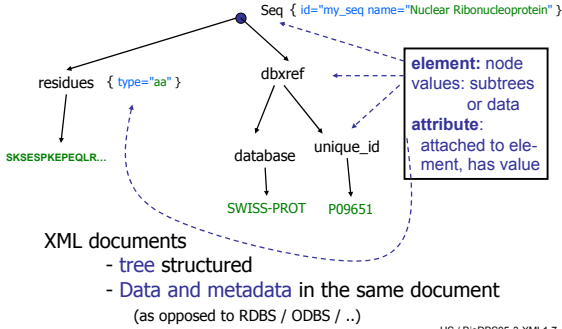 Seq { id="my_seq name="Nuclear Ribonucleoprotein" }
residues { type="aa" }
dbxref
element: node
values: subtrees
or data
attribute:
attached to ele-
ment, has value
SKSESPKEPEQLR...
database
unique_id
SWISS-PROT
P09651
XML documents
- tree structured
- Data and metadata in the same document
(as opposed to RDBS / ODBS / ..)